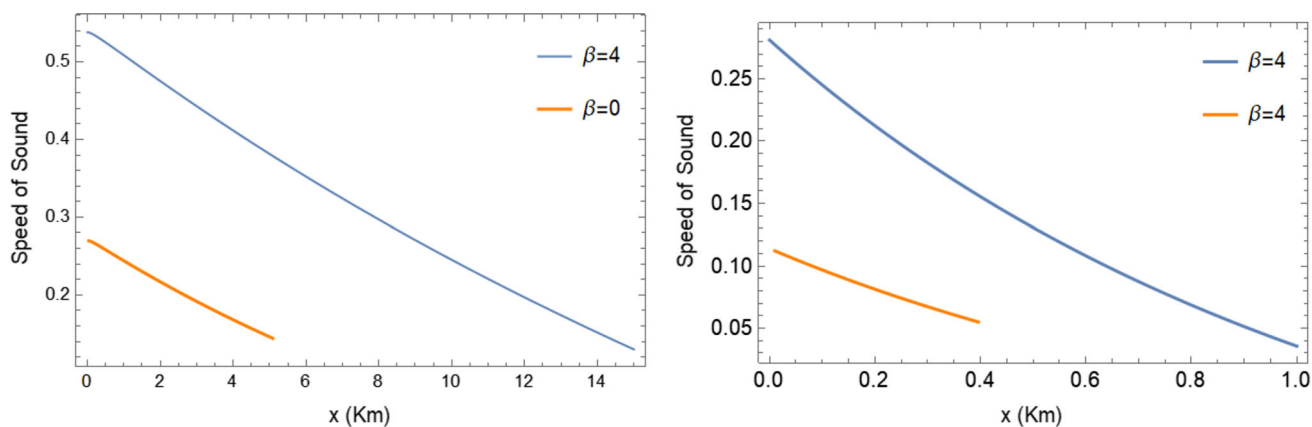 0.5
0.4
0.3
0.2
Speed of Sound
β=4
β=0
0 2 4 6 8 10 12 14
x (Km)
0.25
0.20
0.15
0.10
0.05
Speed of Sound
β=4
β=4
0.0 0.2 0.4 0.6 0.8 1.0
x (Km)